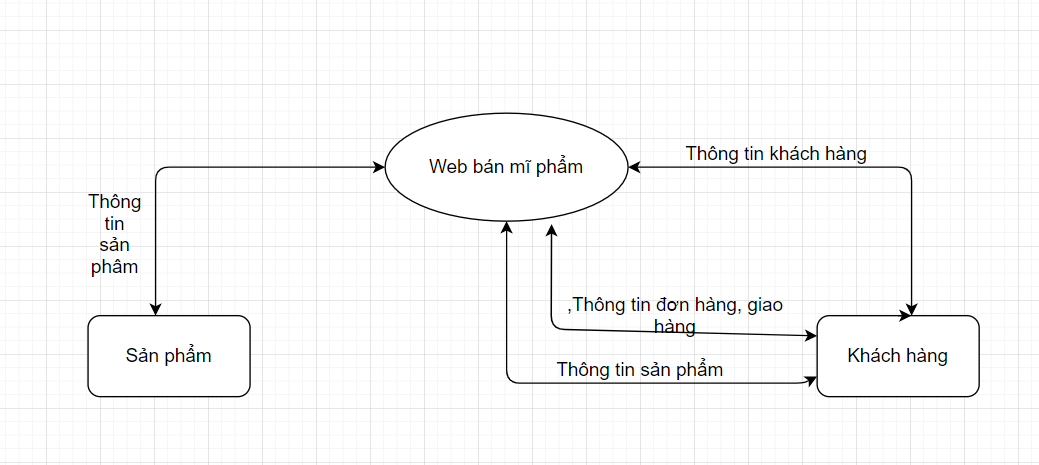 Web bán mĩ phẩm
Thông tin khách hàng
Thông
tin
sản
phâm
,Thông tin đơn hàng, giao
hàng
Sản phẩm
Khách hàng
Thông tin sản phẩm